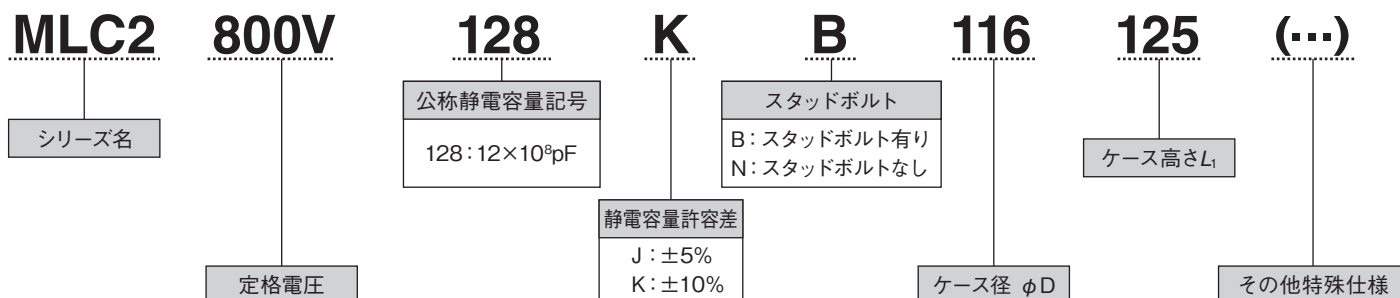 MLC2 800V 128 K B 116 125 (…)
シリーズ名
定格電圧
公称静電容量記号
128：12×10⁸pF
静電容量許容差
J：±5%
K：±10%
スタッドボルト
B：スタッドボルト有り
N：スタッドボルトなし
ケース径 φD
ケース高さL₁
その他特殊仕様